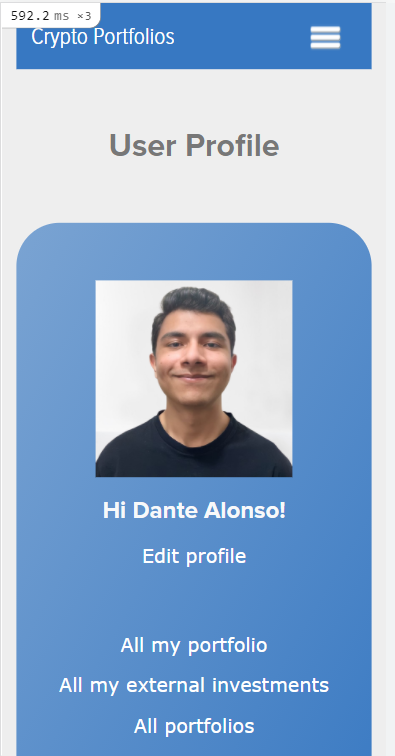 592.2 ms ×3
Crypto Portfolios
User Profile
Hi Dante Alonso!
Edit profile
All my portfolio
All my external investments
All portfolios